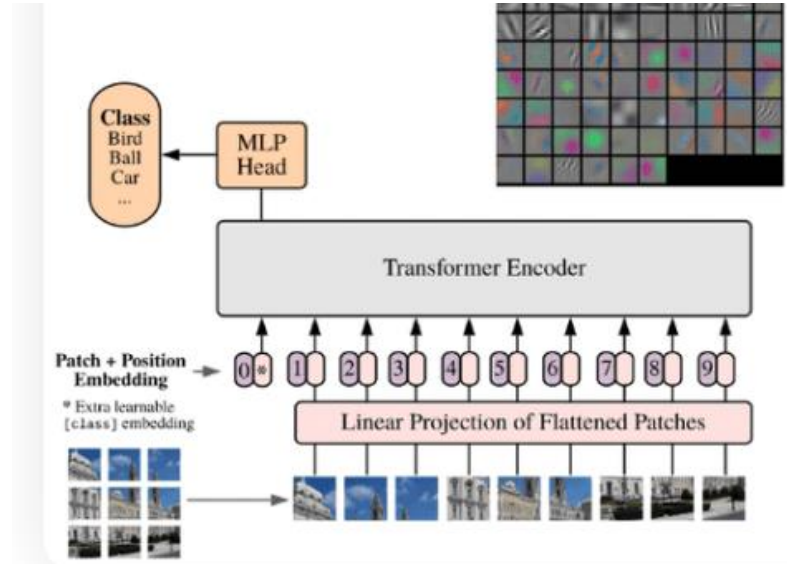 Class
Bird
Ball
Car
...
MLP
Head
Transformer Encoder
Patch + Position
Embedding
0 * 1 2 3 4 5 6 7 8 9
* Extra learnable
[class] embedding
Linear Projection of Flattened Patches